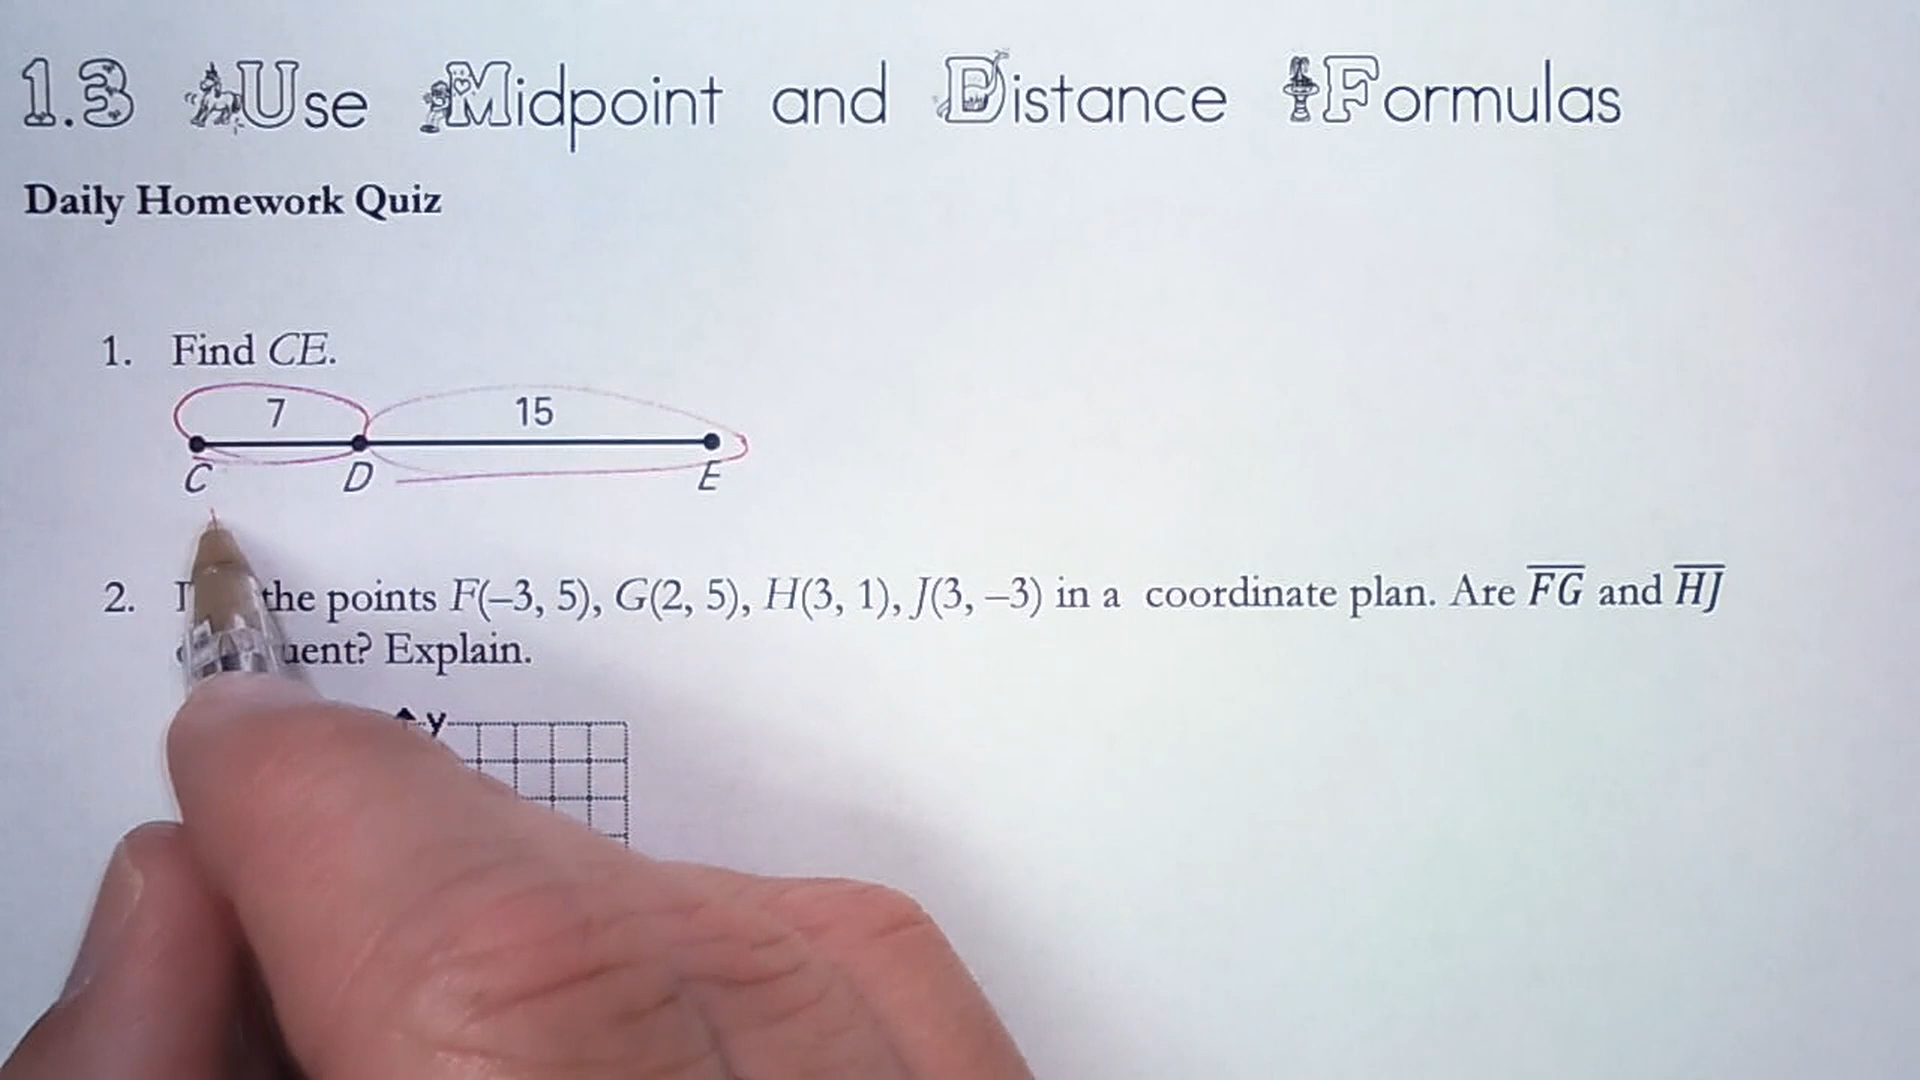 1.3 Use Midpoint and Distance Formulas
Daily Homework Quiz
1. Find CE.
7 15
C D E
2. the points F(–3, 5), G(2, 5), H(3, 1), J(3, –3) in a coordinate plan. Are FG and HJ
Explain.
y